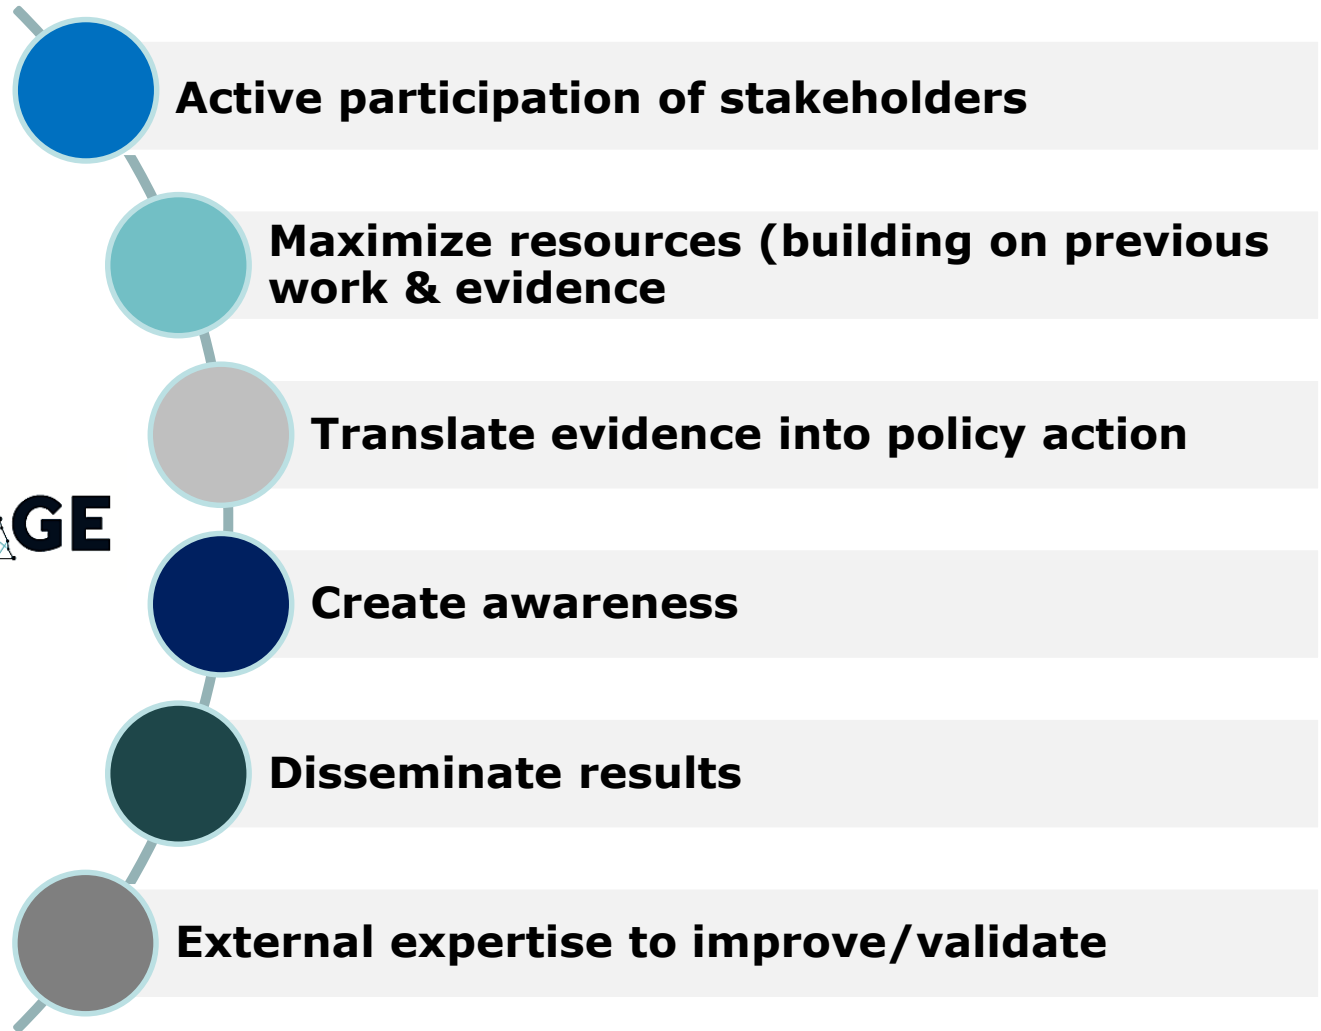 Active participation of stakeholders
Maximize resources (building on previous
work & evidence
Translate evidence into policy action
GE
Create awareness
Disseminate results
External expertise to improve/validate